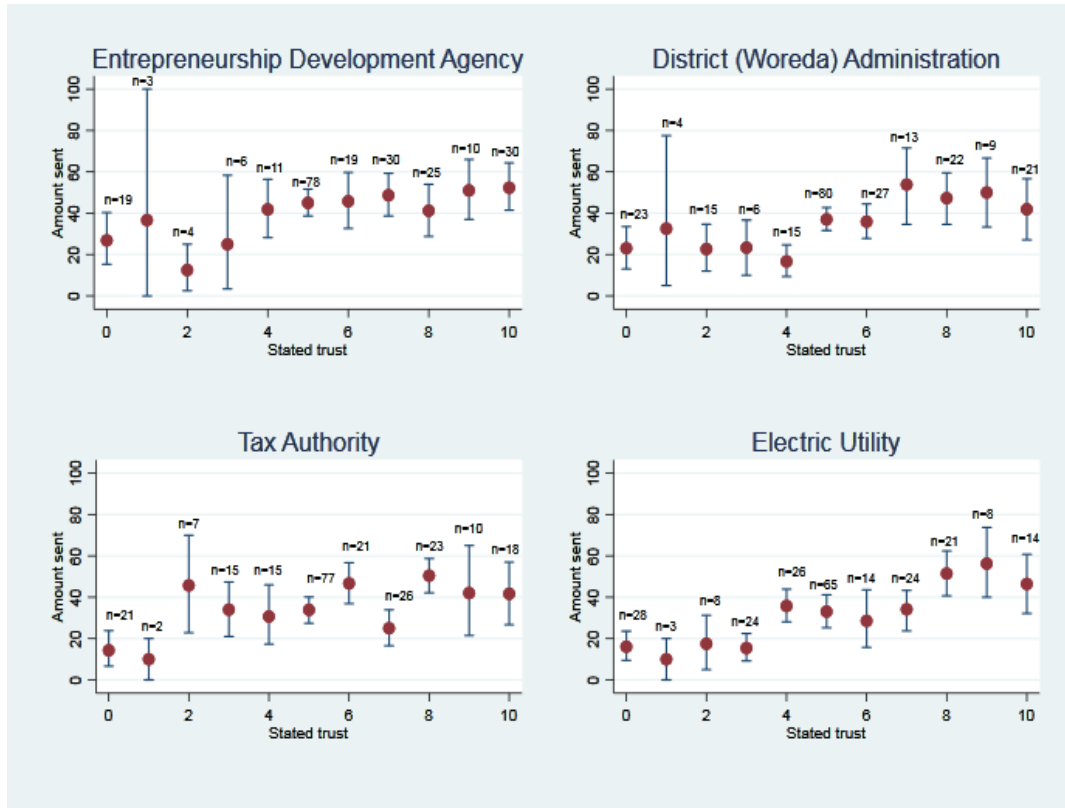 Entrepreneurship Development Agency
n=3
n=19
n=4
n=6
n=11
n=78
n=19
n=30
n=25
n=10
n=30
Amount sent
100
80
60
40
20
0
0 2 4 6 8 10
Stated trust
District (Woreda) Administration
n=23
n=4
n=15
n=6
n=15
n=80
n=27
n=13
n=22
n=9
n=21
Amount sent
100
80
60
40
20
0
0 2 4 6 8 10
Stated trust
Tax Authority
n=21
n=2
n=7
n=15
n=15
n=77
n=21
n=26
n=23
n=10
n=18
Amount sent
100
80
60
40
20
0
0 2 4 6 8 10
Stated trust
Electric Utility
n=28
n=3
n=8
n=24
n=26
n=65
n=14
n=24
n=21
n=8
n=14
Amount sent
100
80
60
40
20
0
0 2 4 6 8 10
Stated trust